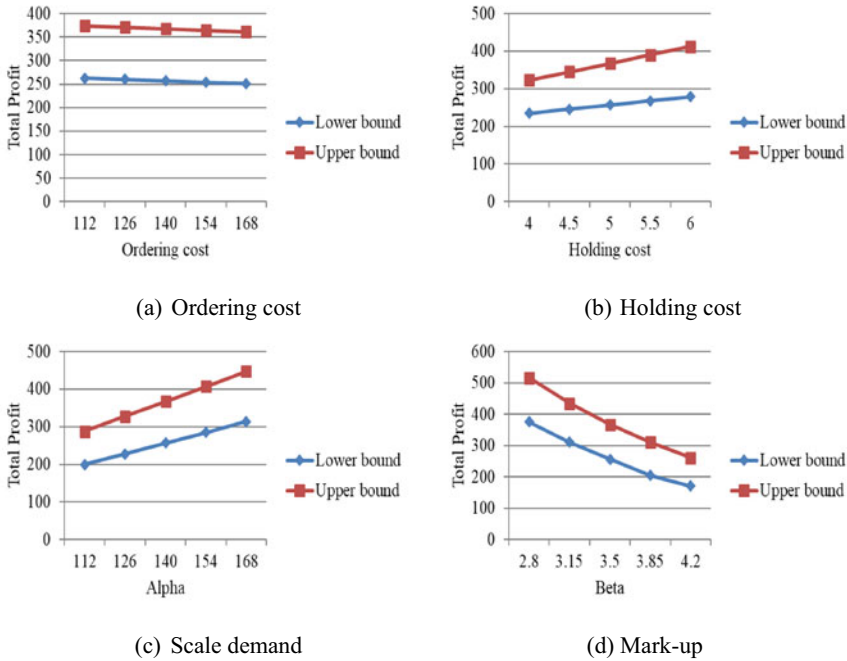 400
350
300
250
200
150
100
50
0
Total Profit
112 126 140 154 168
Ordering cost
Lower bound
Upper bound
(a) Ordering cost
500
400
300
200
100
0
Total Profit
4 4.5 5 5.5 6
Holding cost
Lower bound
Upper bound
(b) Holding cost
500
400
300
200
100
0
Total Profit
112 126 140 154 168
Alpha
Lower bound
Upper bound
(c) Scale demand
600
500
400
300
200
100
0
Total Profit
2.8 3.15 3.5 3.85 4.2
Beta
Lower bound
Upper bound
(d) Mark-up